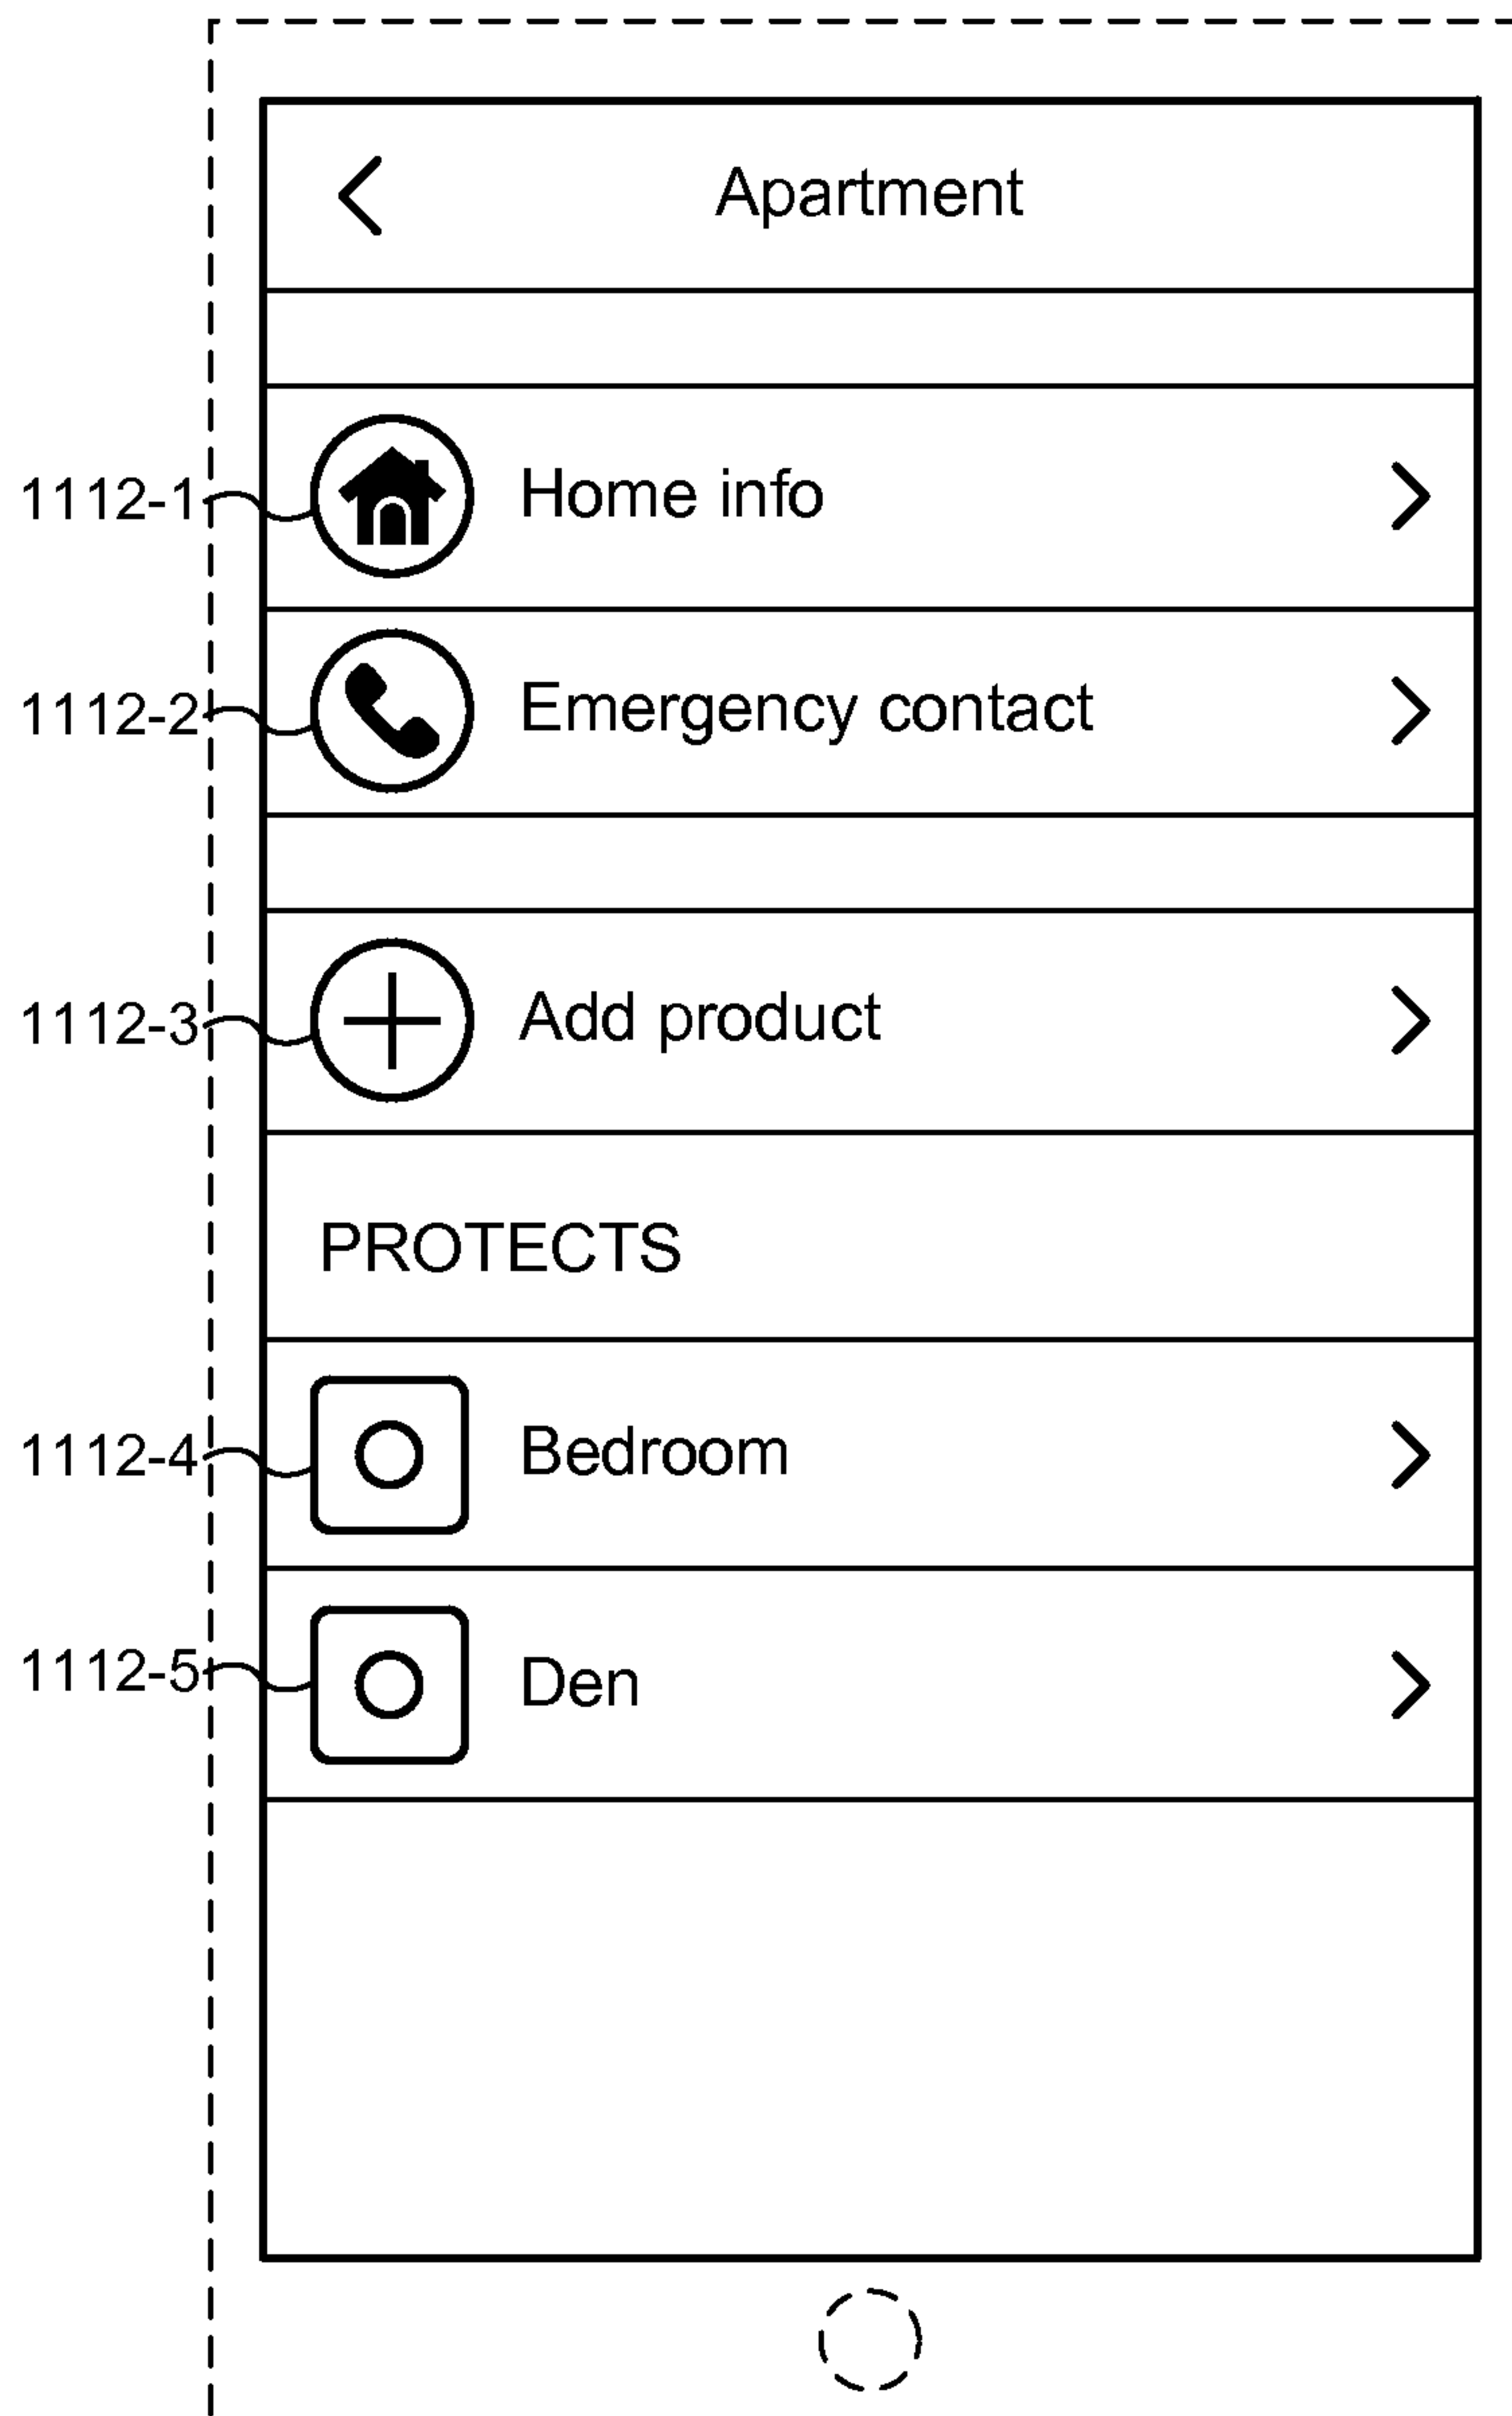 Apartment
1112-1 Home info
1112-2 Emergency contact
1112-3 Add product
PROTECTS
1112-4 Bedroom
1112-5 Den